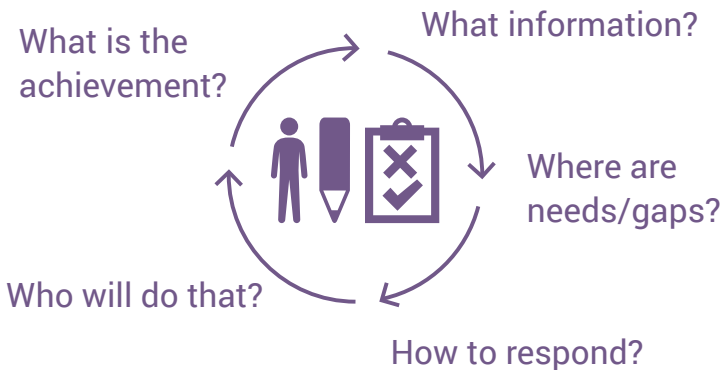 What information?
What is the
achievement?
Where are
needs/gaps?
Who will do that?
How to respond?